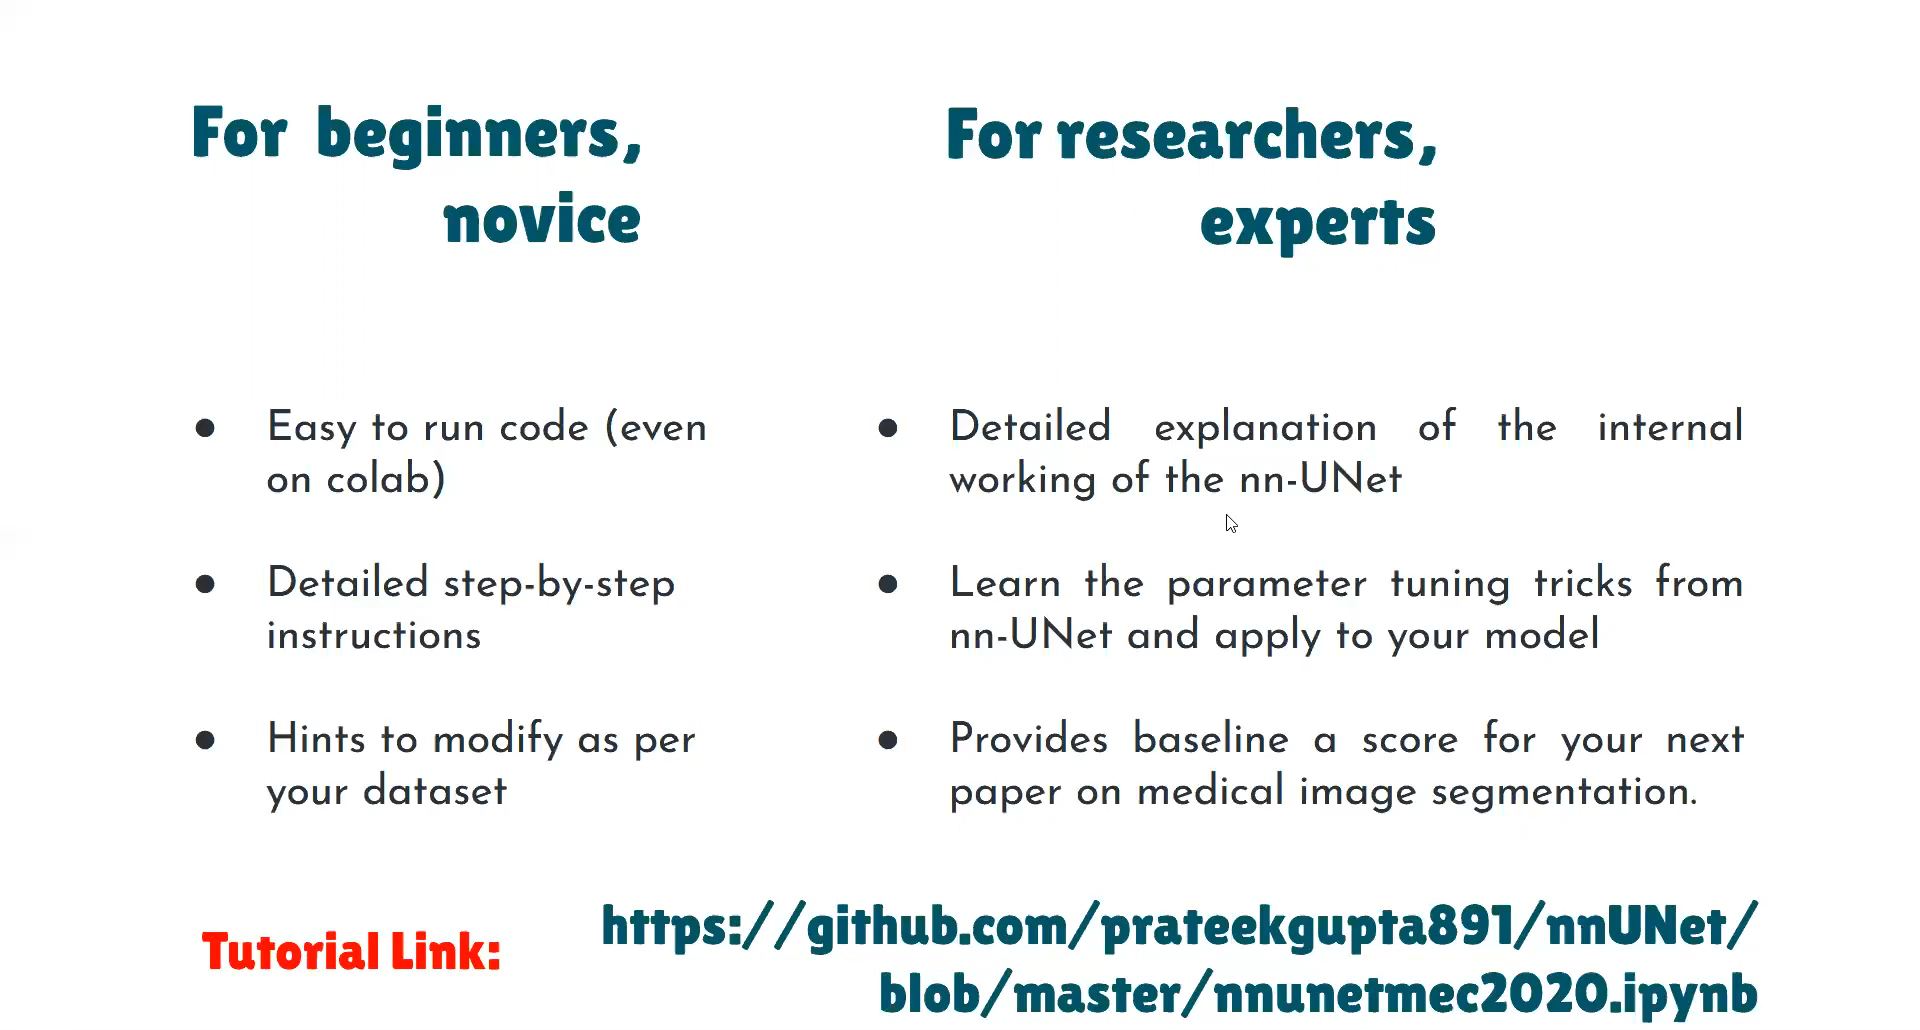 For beginners,
novice
For researchers,
experts
● Easy to run code (even
on colab)
● Detailed step-by-step
instructions
● Hints to modify as per
your dataset
● Detailed explanation of the internal
working of the nn-UNet
● Learn the parameter tuning tricks from
nn-UNet and apply to your model
● Provides baseline a score for your next
paper on medical image segmentation.
Tutorial Link:
https://github.com/prateekgupta891/nnUNet/
blob/master/nnunetmec2020.ipynb